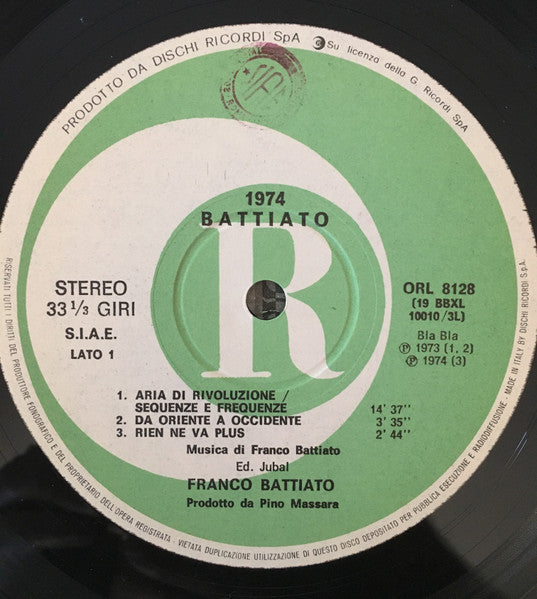 PRODOTTO DA DISCHI RICORDI SpA
Su licenza della G. Ricordi SpA
1974
BATTIATO
R
STEREO
33 1/3 GIRI
S.I.A.E.
LATO 1
ORL 8128
(19 BBXL
10010/3L)
Bla Bla
℗ 1973 (1, 2)
℗ 1974 (3)
1. ARIA DI RIVOLUZIONE /
SEQUENZE E FREQUENZE 14' 37''
2. DA ORIENTE A OCCIDENTE 3' 35''
3. RIEN NE VA PLUS 2' 44''
Musica di Franco Battiato
Ed. Jubal
FRANCO BATTIATO
Prodotto da Pino Massara
RISERVATI TUTTI I DIRITTI DEL PRODUTTORE FONOGRAFICO E DEL PROPRIETARIO DELL'OPERA REGISTRATA - VIETATA DUPLICAZIONE UTILIZZAZIONE DI QUESTO DISCO DEPOSITATO PER PUBBLICA ESECUZIONE E RADIODIFFUSIONE - MADE IN ITALY BY DISCHI RICORDI S.p.A.